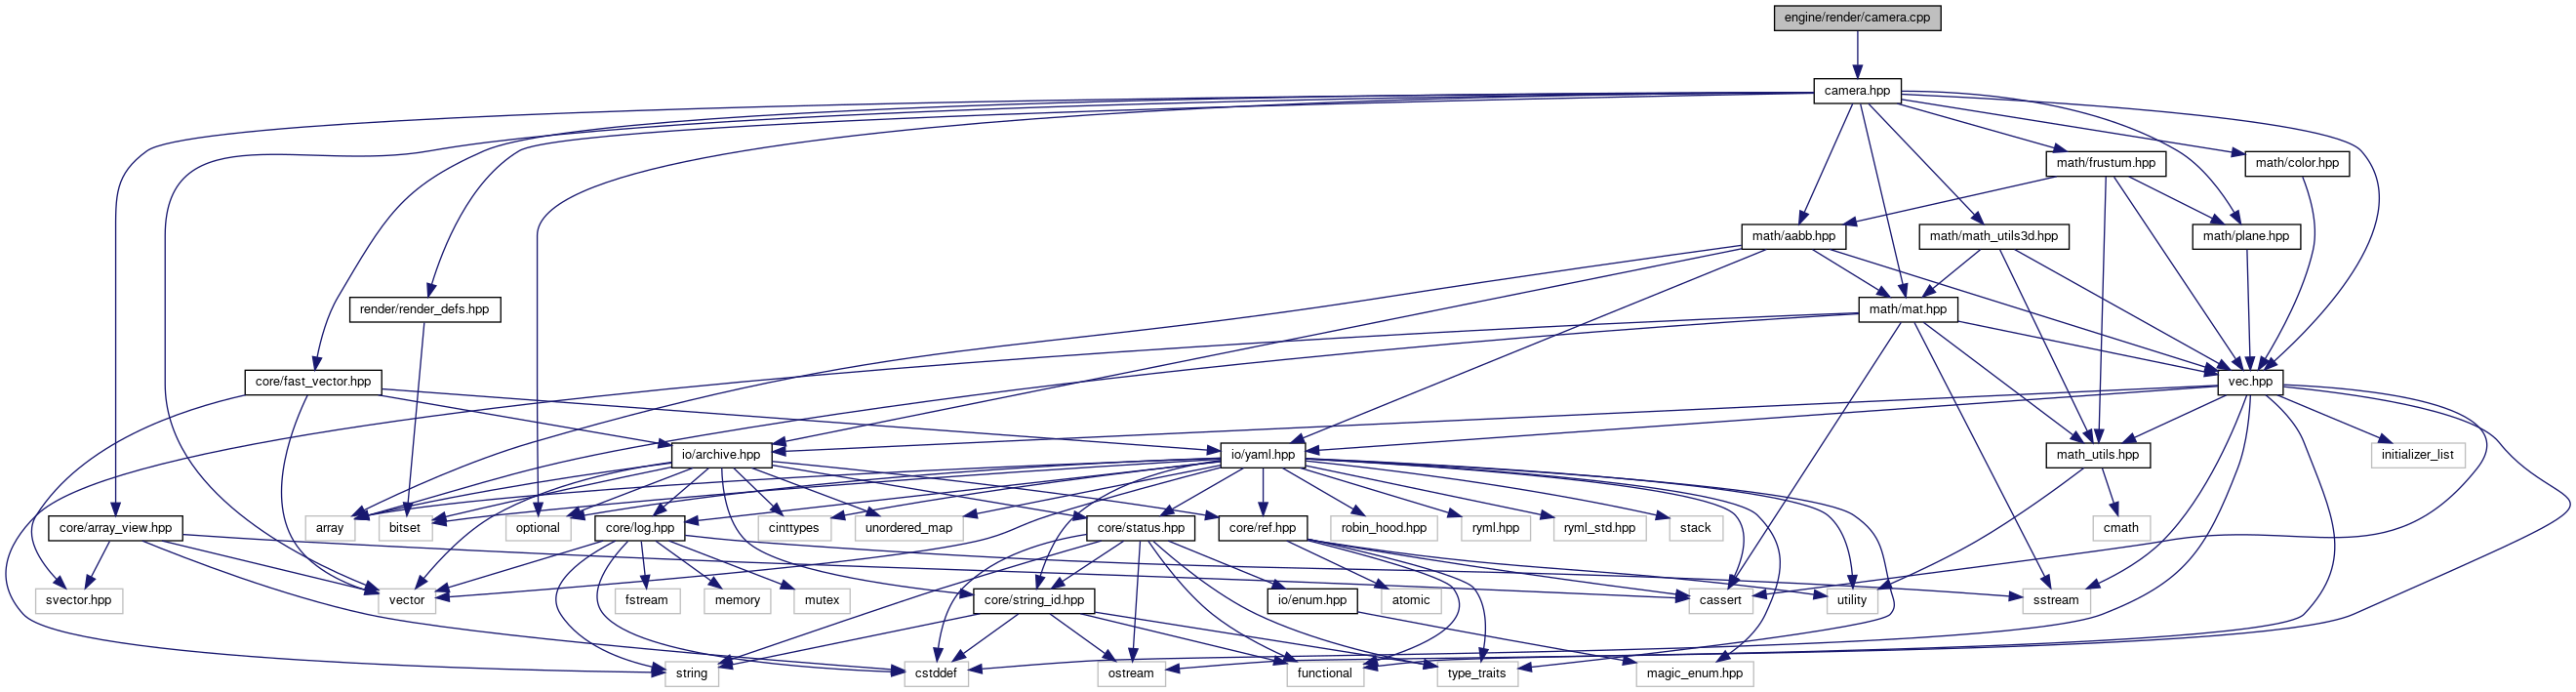 engine/render/camera.cpp
camera.hpp
math/frustum.hpp
math/color.hpp
math/aabb.hpp
math/math_utils3d.hpp
math/plane.hpp
render/render_defs.hpp
math/mat.hpp
core/fast_vector.hpp
vec.hpp
io/archive.hpp
io/yaml.hpp
math_utils.hpp
initializer_list
core/array_view.hpp
array
bitset
optional
core/log.hpp
cinttypes
unordered_map
core/status.hpp
core/ref.hpp
robin_hood.hpp
ryml.hpp
ryml_std.hpp
stack
cmath
svector.hpp
vector
fstream
memory
mutex
core/string_id.hpp
io/enum.hpp
atomic
cassert
utility
sstream
string
cstddef
ostream
functional
type_traits
magic_enum.hpp